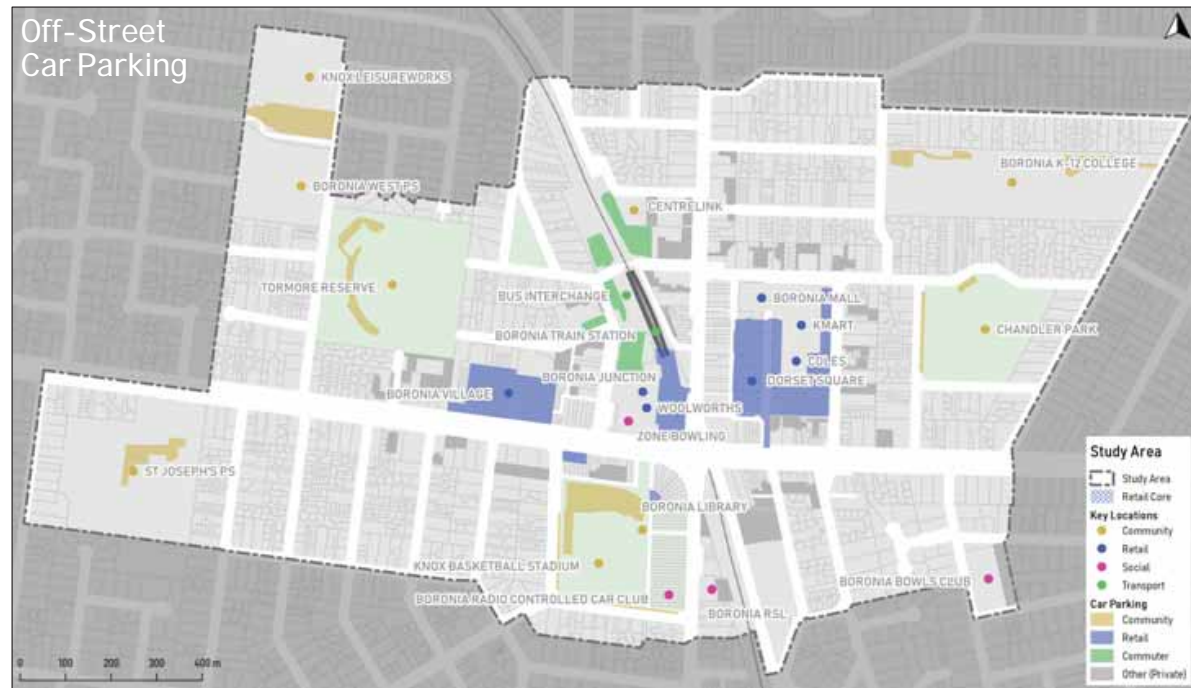 Off-Street
Car Parking
KNOX LEISUREWORKS
BORONIA K-12 COLLEGE
BORONIA WEST PS
CENTRELINK
TORMORE RESERVE
BUS INTERCHANGE
BORONIA MALL
KMART
CHANDLER PARK
BORONIA TRAIN STATION
COLES
BORONIA JUNCTION
DORSET SQUARE
BORONIA VILLAGE
WOOLWORTHS
ZONE BOWLING
ST JOSEPH'S PS
BORONIA LIBRARY
KNOX BASKETBALL STADIUM
BORONIA BOWLS CLUB
BORONIA RADIO CONTROLLED CAR CLUB
BORONIA RSL
0 100 200 300 400 m
Study Area
Study Area
Retail Core
Key Locations
Community
Retail
Social
Transport
Car Parking
Community
Retail
Commuter
Other (Private)